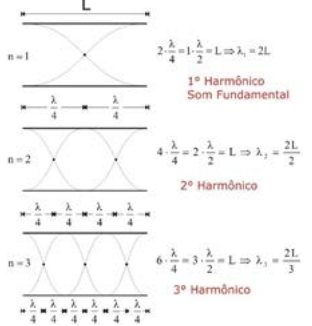 L
n = 1
2·λ/4 = 1·λ/2 = L ⇒ λ₁ = 2L
1º Harmônico
Som Fundamental
λ/4 λ/4
n = 2
4·λ/4 = 2·λ/2 = L ⇒ λ₂ = 2L/2
2º Harmônico
λ/4 λ/4 λ/4 λ/4
n = 3
6·λ/4 = 3·λ/2 = L ⇒ λ₃ = 2L/3
3º Harmônico
λ/4 λ/4 λ/4 λ/4 λ/4 λ/4